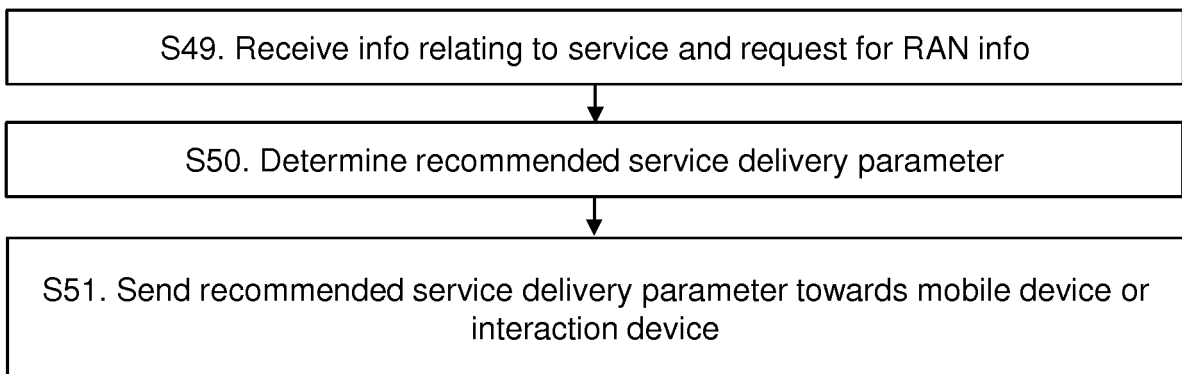 S49. Receive info relating to service and request for RAN info
S50. Determine recommended service delivery parameter
S51. Send recommended service delivery parameter towards mobile device or
interaction device